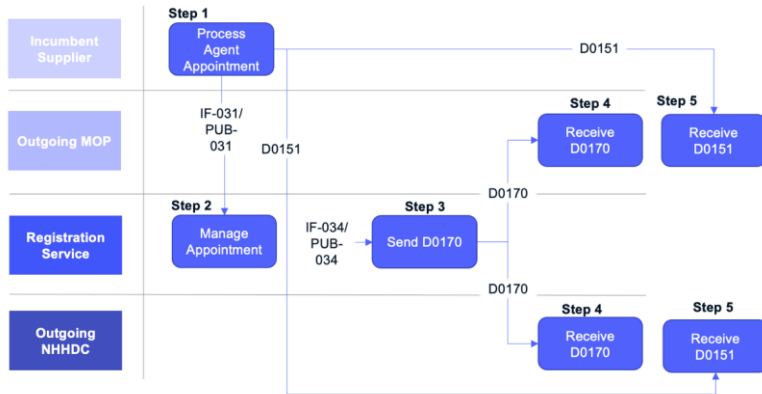 Step 1
Incumbent
Supplier
Process
Agent
Appointment
D0151
IF-031/
PUB-
031
D0151
Step 4
Step 5
Outgoing MOP
Receive
D0170
Receive
D0151
D0170
Step 2
Step 3
Registration
Service
Manage
Appointment
IF-034/
PUB-
034
Send D0170
D0170
Step 4
Step 5
Outgoing
NHHDC
Receive
D0170
Receive
D0151